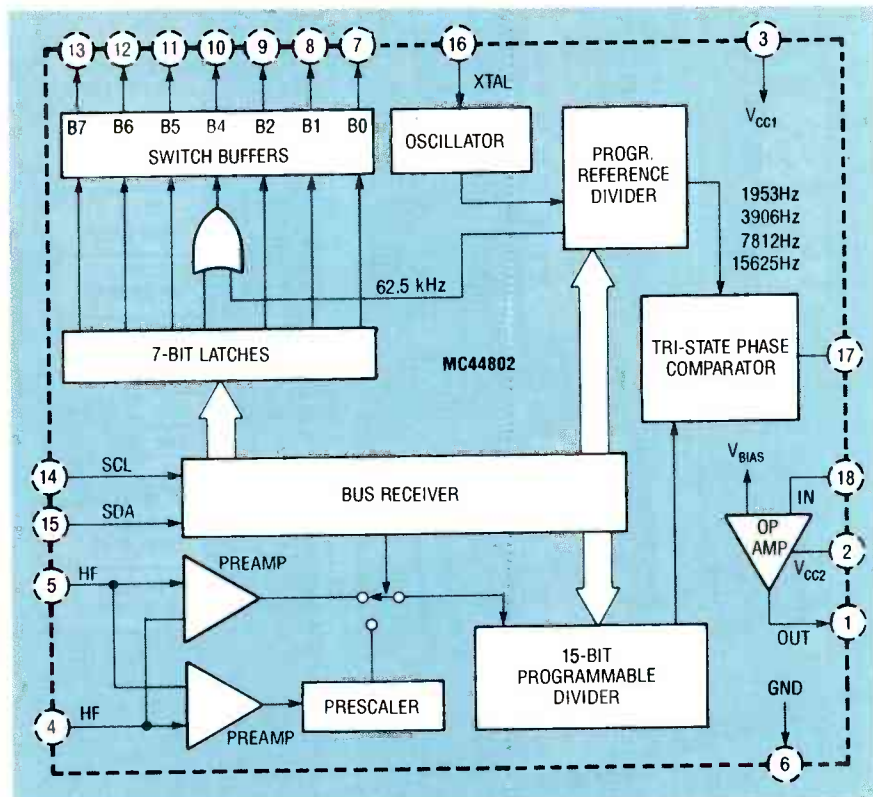 13 12 11 10 9 8 7 16 3
XTAL
V_CC1
B7 B6 B5 B4 B2 B1 B0
SWITCH BUFFERS
OSCILLATOR
PROGR.
REFERENCE
DIVIDER
1953Hz
3906Hz
7812Hz
15625Hz
62.5 kHz
7-BIT LATCHES
MC44802
TRI-STATE PHASE
COMPARATOR
17
14 SCL
15 SDA
BUS RECEIVER
V_BIAS
18
IN
OP
AMP
2
V_CC2
1
OUT
5 HF
PREAMP
4 HF
PREAMP
PRESCALER
15-BIT
PROGRAMMABLE
DIVIDER
GND
6